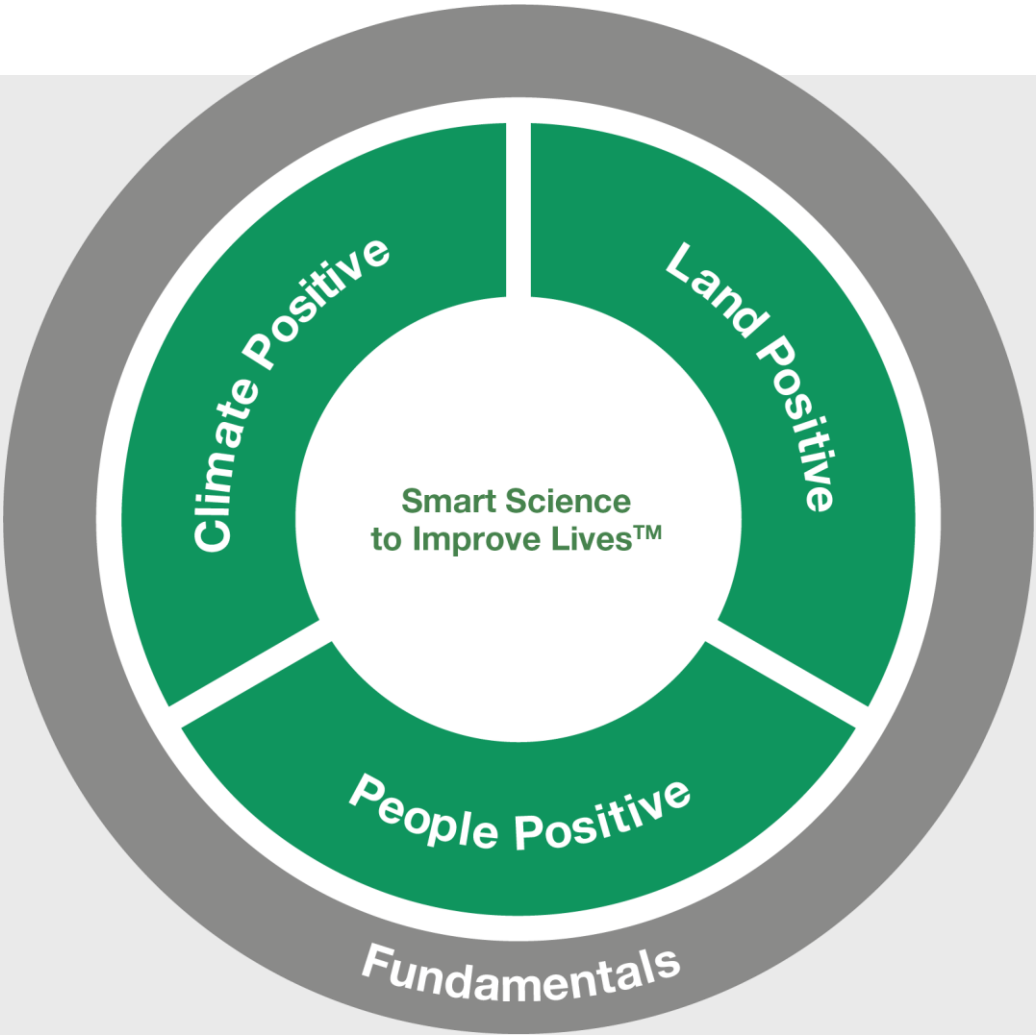 Climate Positive
Land Positive
Smart Science
to Improve Lives™
People Positive
Fundamentals